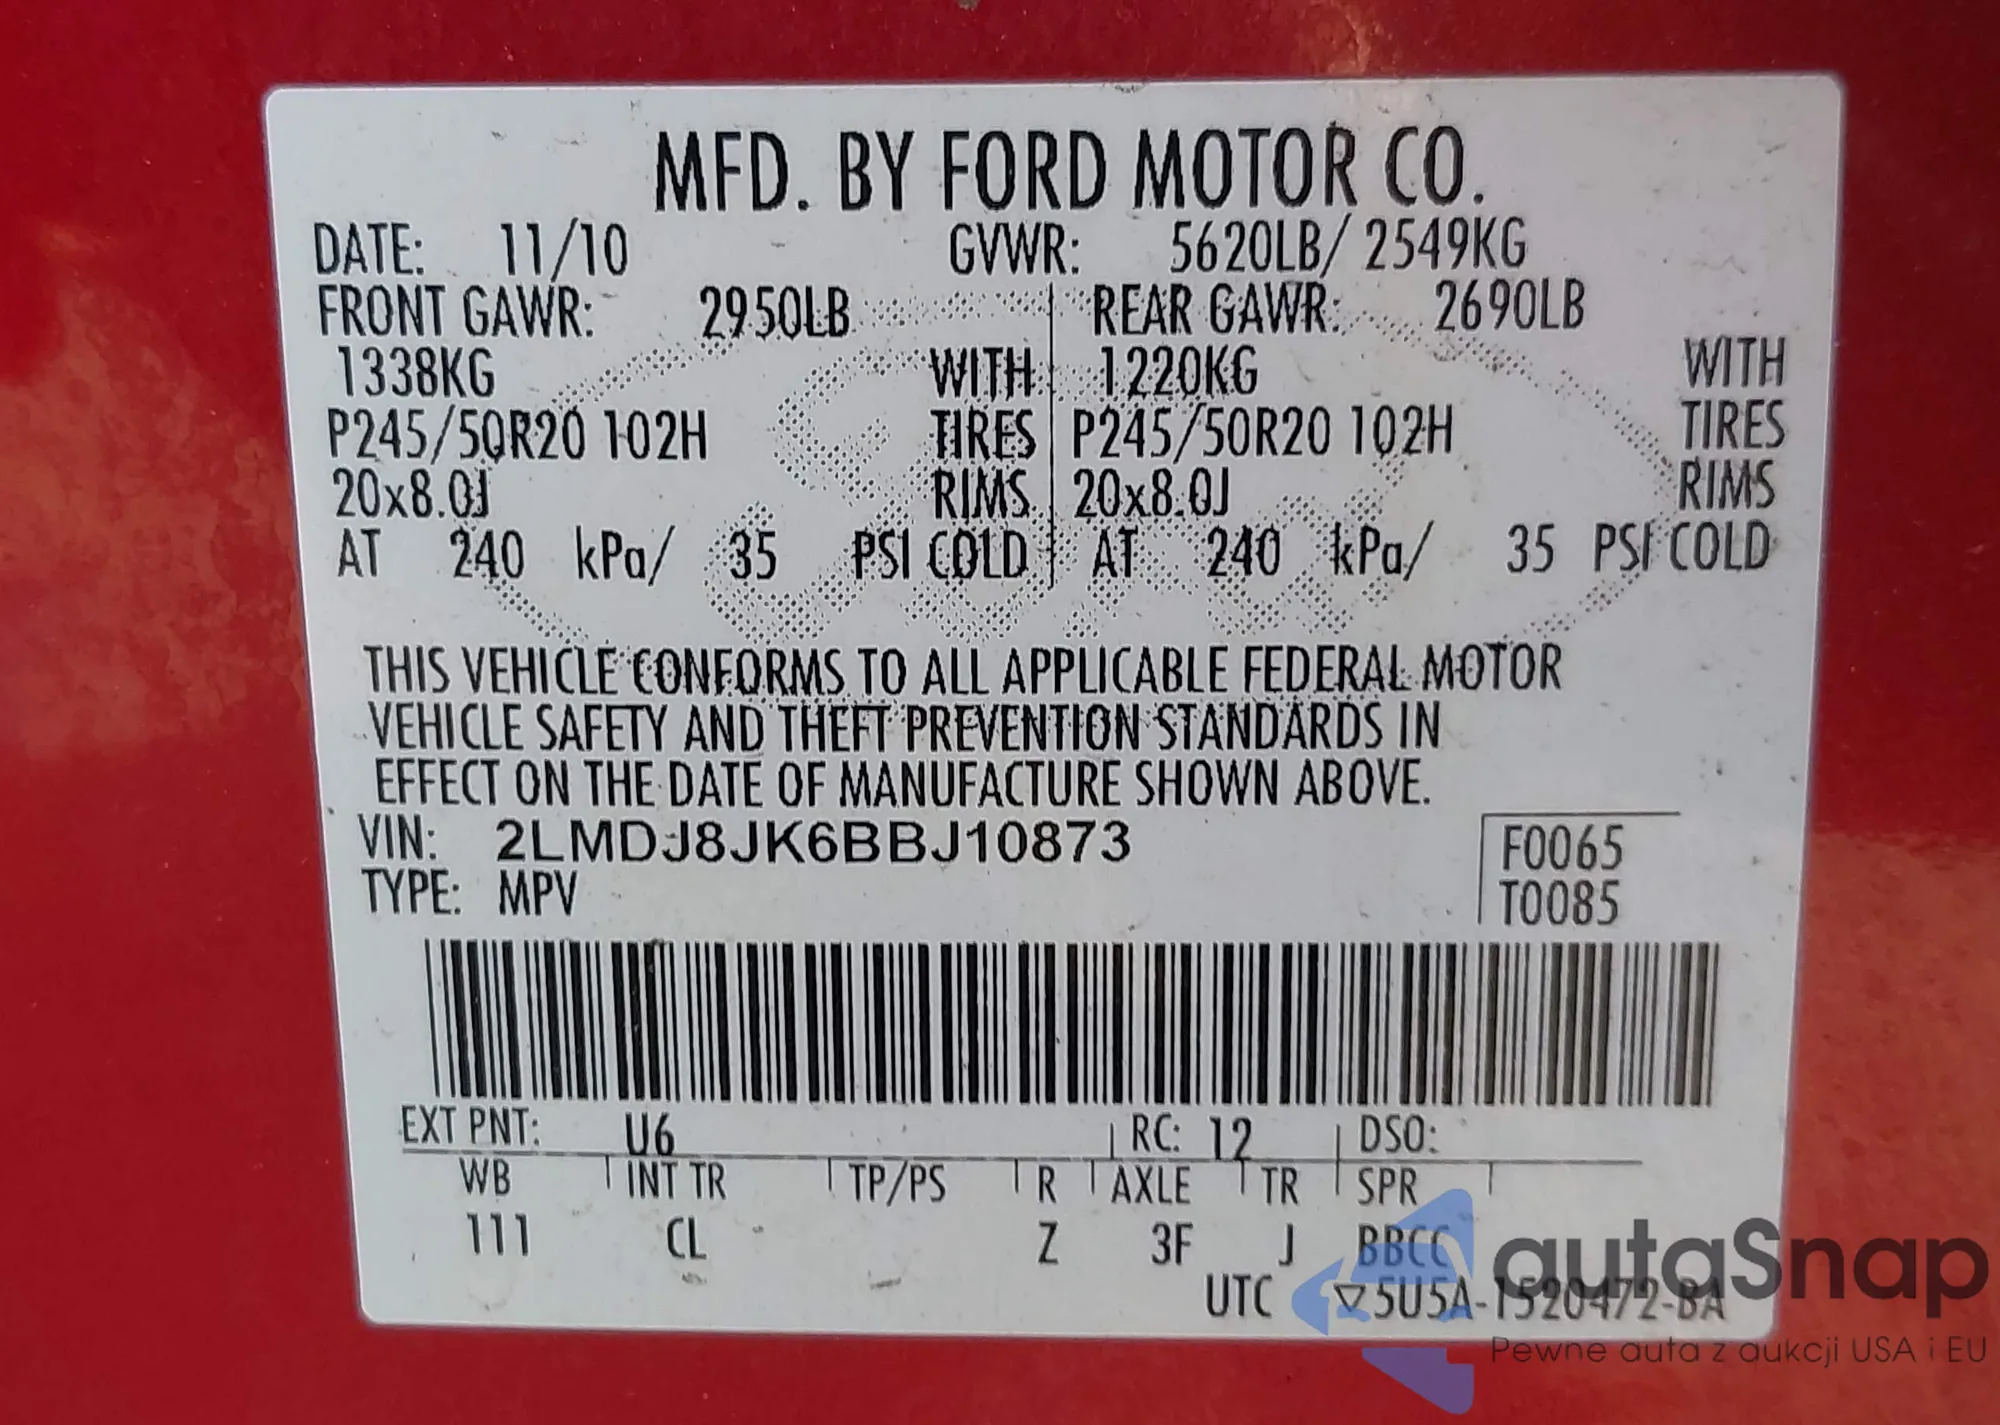 MFD. BY FORD MOTOR CO.
DATE: 11/10 GVWR: 5620LB/ 2549KG
FRONT GAWR: 2950LB REAR GAWR: 2690LB
1338KG WITH 1220KG WITH
P245/50R20 102H TIRES P245/50R20 102H TIRES
20x8.0J RIMS 20x8.0J RIMS
AT 240 kPa/ 35 PSI COLD AT 240 kPa/ 35 PSI COLD
THIS VEHICLE CONFORMS TO ALL APPLICABLE FEDERAL MOTOR
VEHICLE SAFETY AND THEFT PREVENTION STANDARDS IN
EFFECT ON THE DATE OF MANUFACTURE SHOWN ABOVE.
VIN: 2LMDJ8JK6BBJ10873 F0065
TYPE: MPV T0085
EXT PNT: U6 RC: 12 DSO:
WB INT TR TP/PS R AXLE TR SPR
111 CL Z 3F J BBCC
UTC ▽5U5A-1520472-BA
autaSnap
Pewne auta z aukcji USA i EU